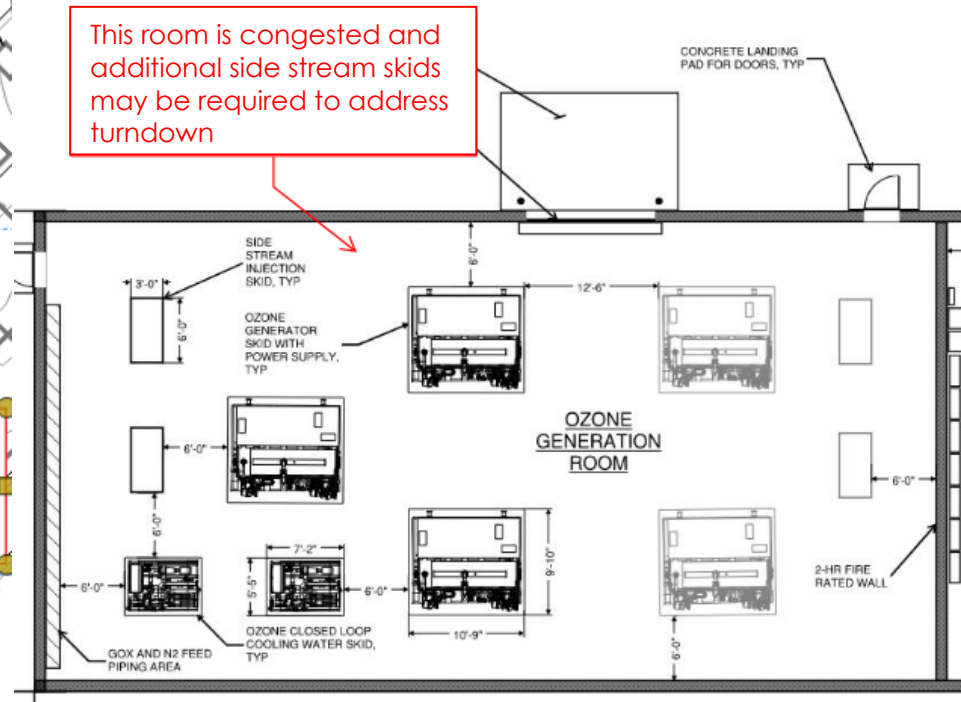 This room is congested and
additional side stream skids
may be required to address
turndown
CONCRETE LANDING
PAD FOR DOORS, TYP
SIDE
STREAM
INJECTION
SKID, TYP
3'-0"
6'-0"
6'-0"
12'-6"
OZONE
GENERATOR
SKID WITH
POWER SUPPLY,
TYP
OZONE
GENERATION
ROOM
6'-0"
6'-0"
6'-0"
7'-2"
5'-5"
6'-0"
6'-0"
9'-10"
10'-9"
6'-0"
2-HR FIRE
RATED WALL
GOX AND N2 FEED
PIPING AREA
OZONE CLOSED LOOP
COOLING WATER SKID,
TYP